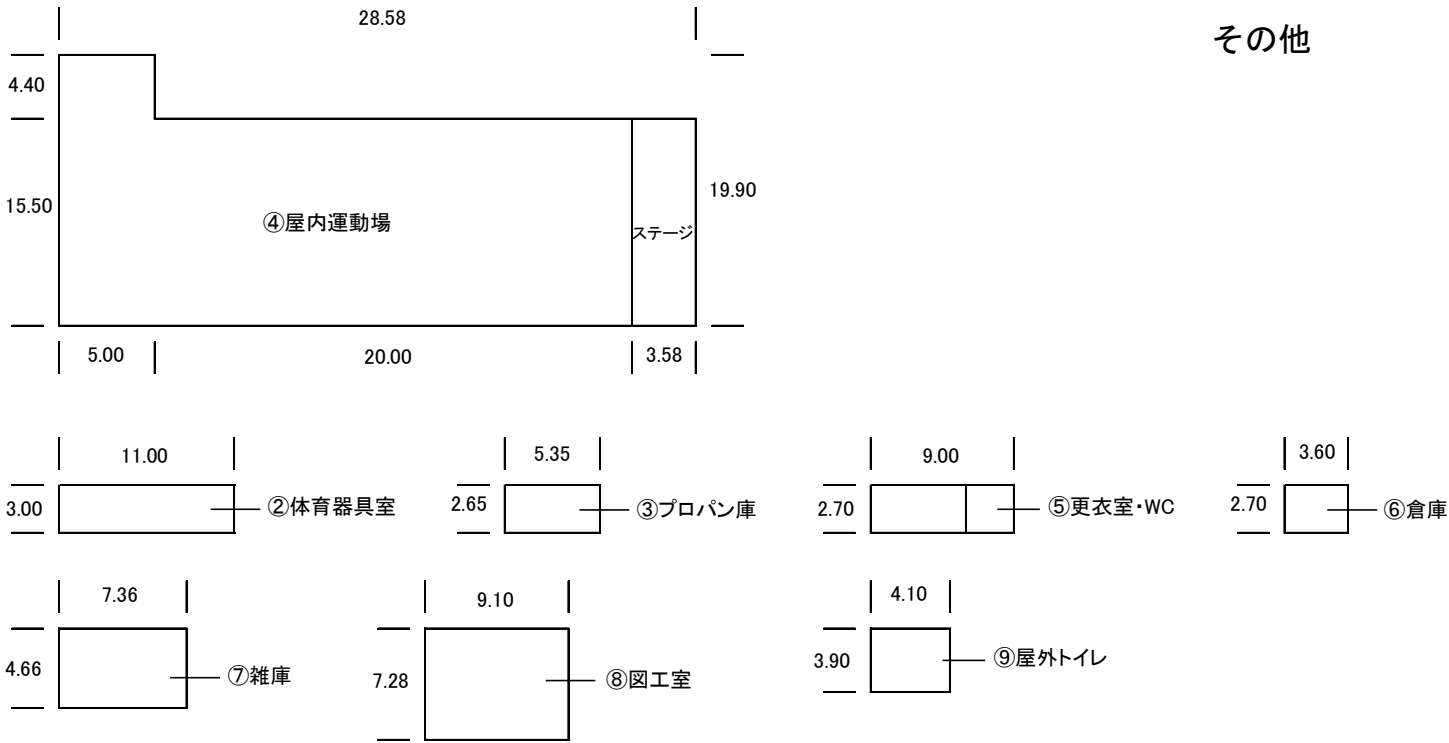 28.58
その他
4.40
15.50
④屋内運動場
ステージ
19.90
5.00
20.00
3.58
11.00
3.00
②体育器具室
5.35
2.65
③プロパン庫
9.00
2.70
⑤更衣室・WC
3.60
2.70
⑥倉庫
7.36
4.66
⑦雑庫
9.10
7.28
⑧図工室
4.10
3.90
⑨屋外トイレ